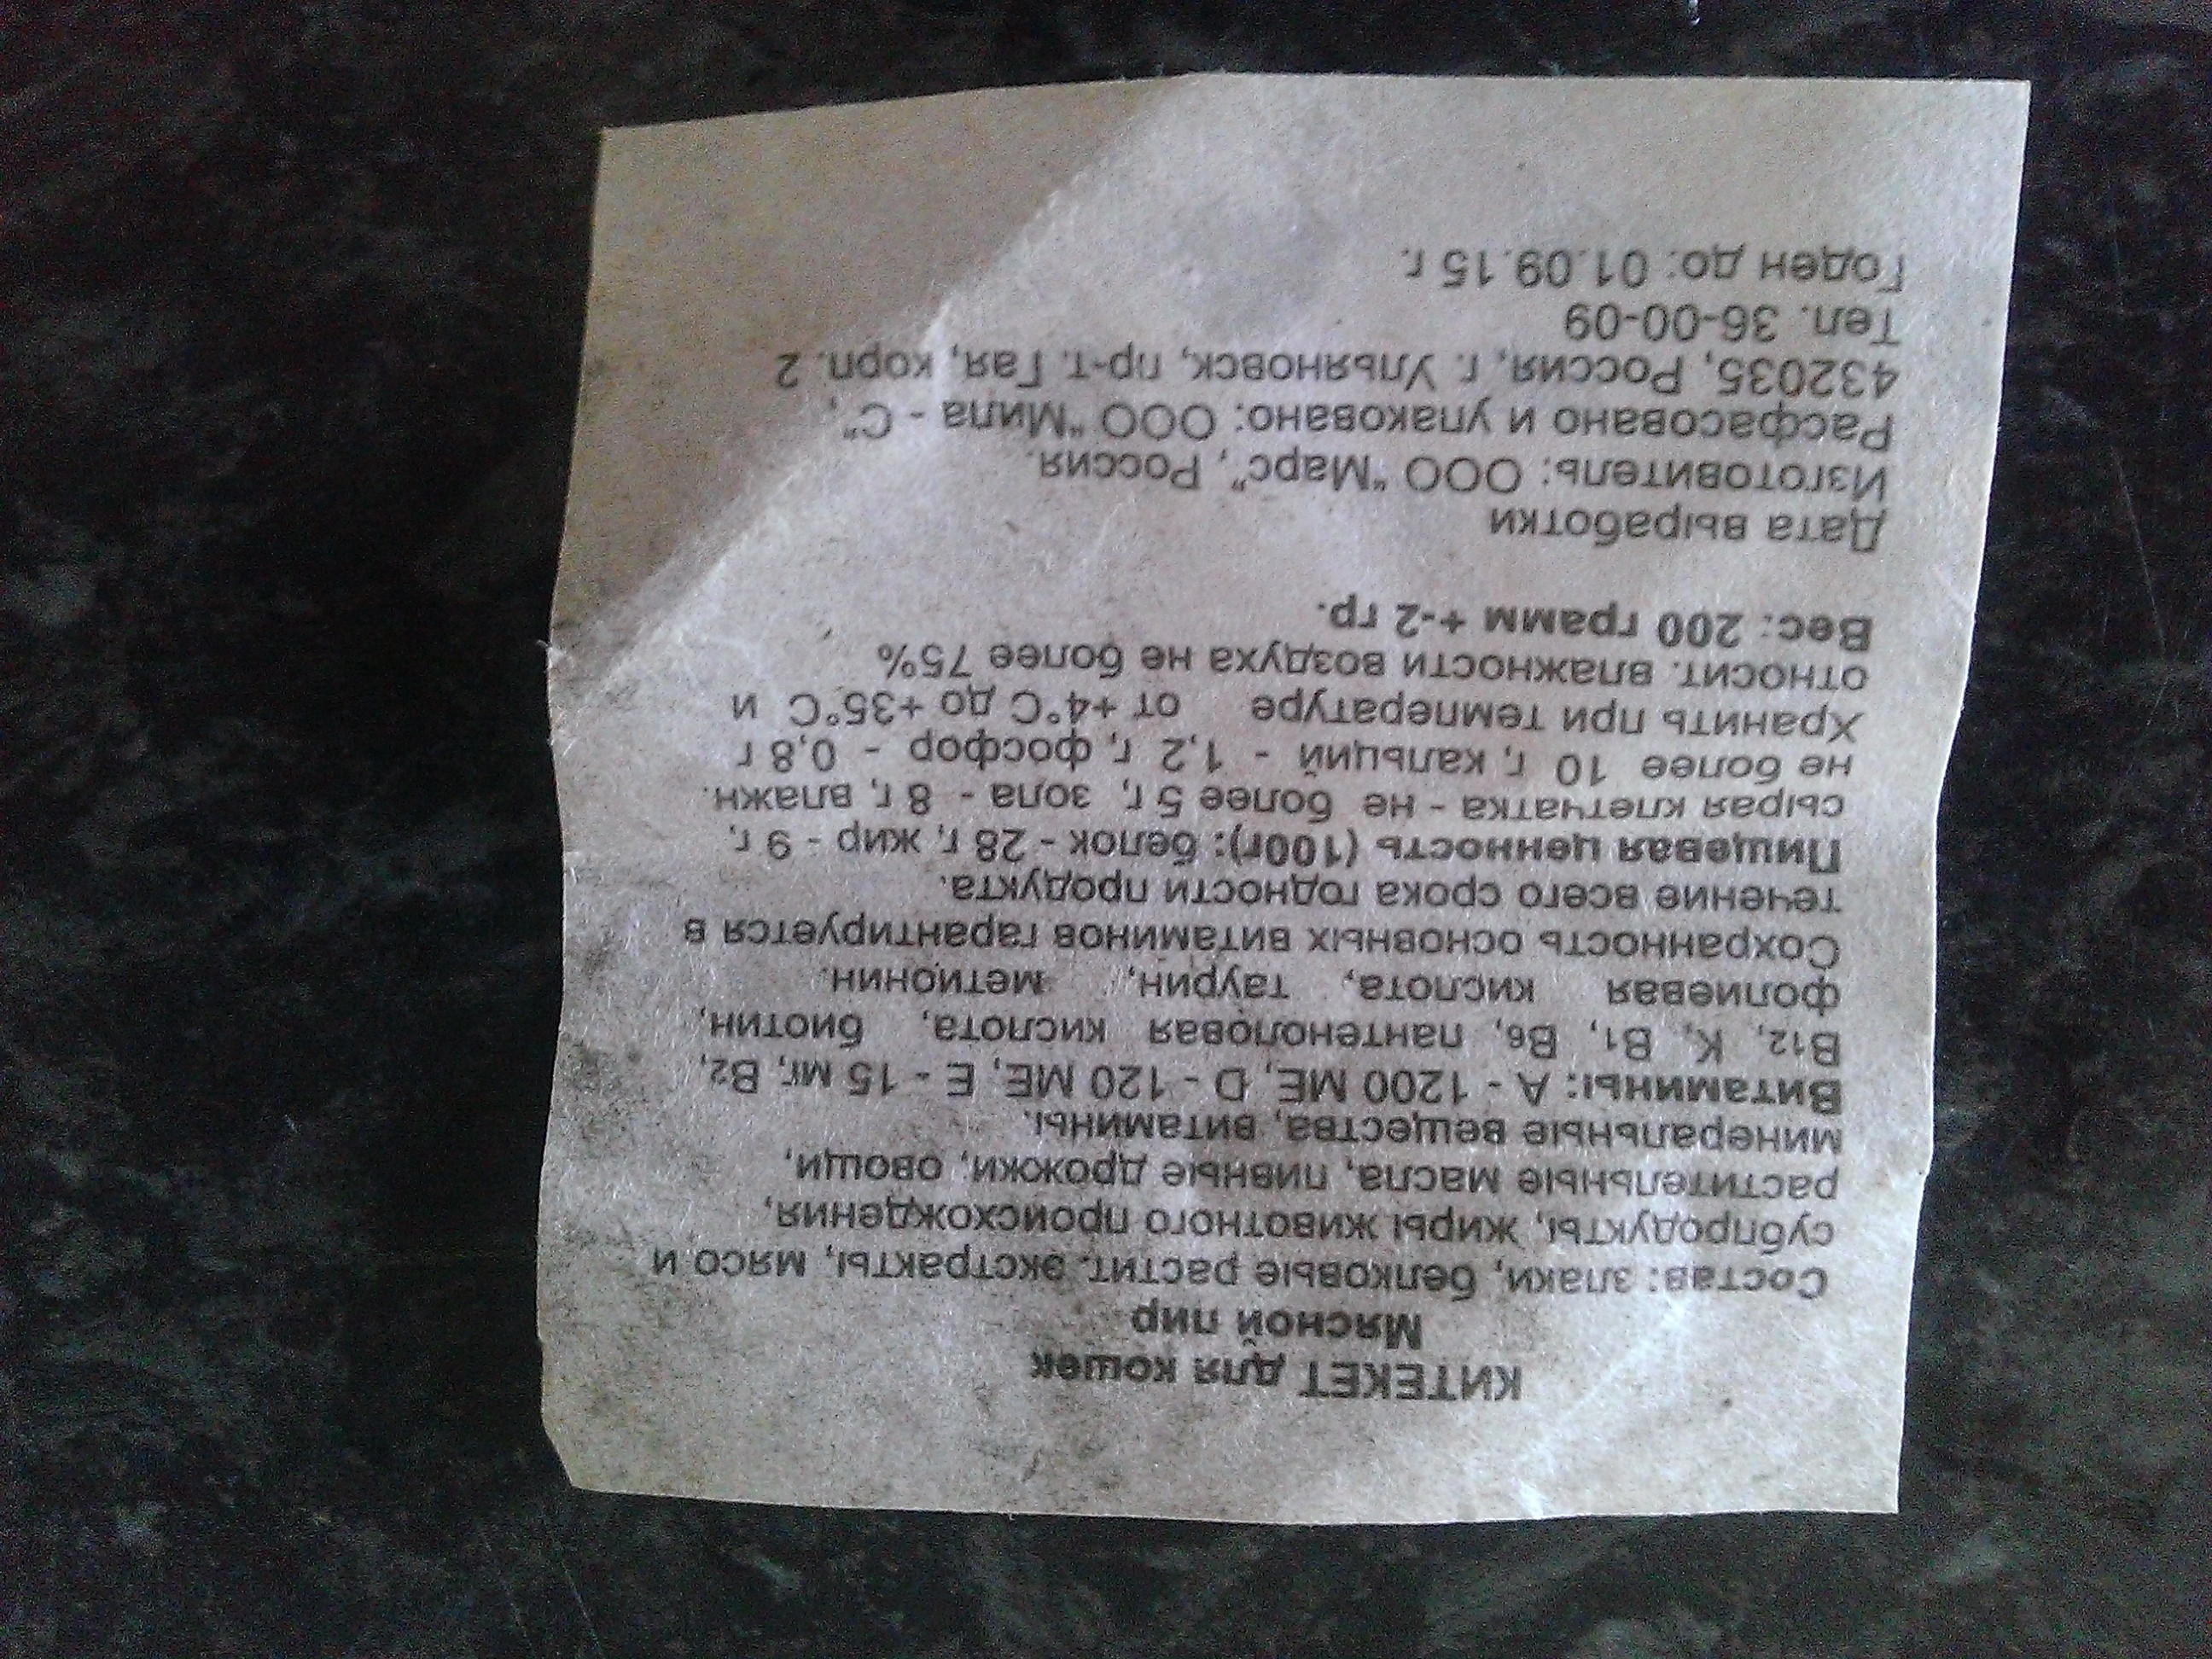 КИТЕКЕТ для кошек
Мясной пир
Состав: злаки, белковые растит. экстракты, мясо и
субпродукты, жиры животного происхождения,
растительные масла, пивные дрожжи, овощи,
минеральные вещества, витамины.
Витамины: А - 1200 МЕ, D - 120 МЕ, Е - 15 мг, В2,
В12, К, В1, В6, пантеноловая кислота, биотин,
фолиевая кислота, таурин, метионин.
Сохранность основных витаминов гарантируется в
течение всего срока годности продукта.
Пищевая ценность (100г): белок - 28 г, жир - 9 г,
сырая клетчатка - не более 5 г, зола - 8 г, влажн.
не более 10 г, кальций - 1,2 г, фосфор - 0,8 г
Хранить при температуре от +4°С до +35°С и
относит. влажности воздуха не более 75%
Вес: 200 грамм +-2 гр.
Дата выработки
Изготовитель: ООО "Марс", Россия.
Расфасовано и упаковано: ООО "Мила - С",
432035, Россия, г. Ульяновск, пр-т. Гая, корп. 2
Тел. 36-00-09
Годен до: 01.09.15 г.